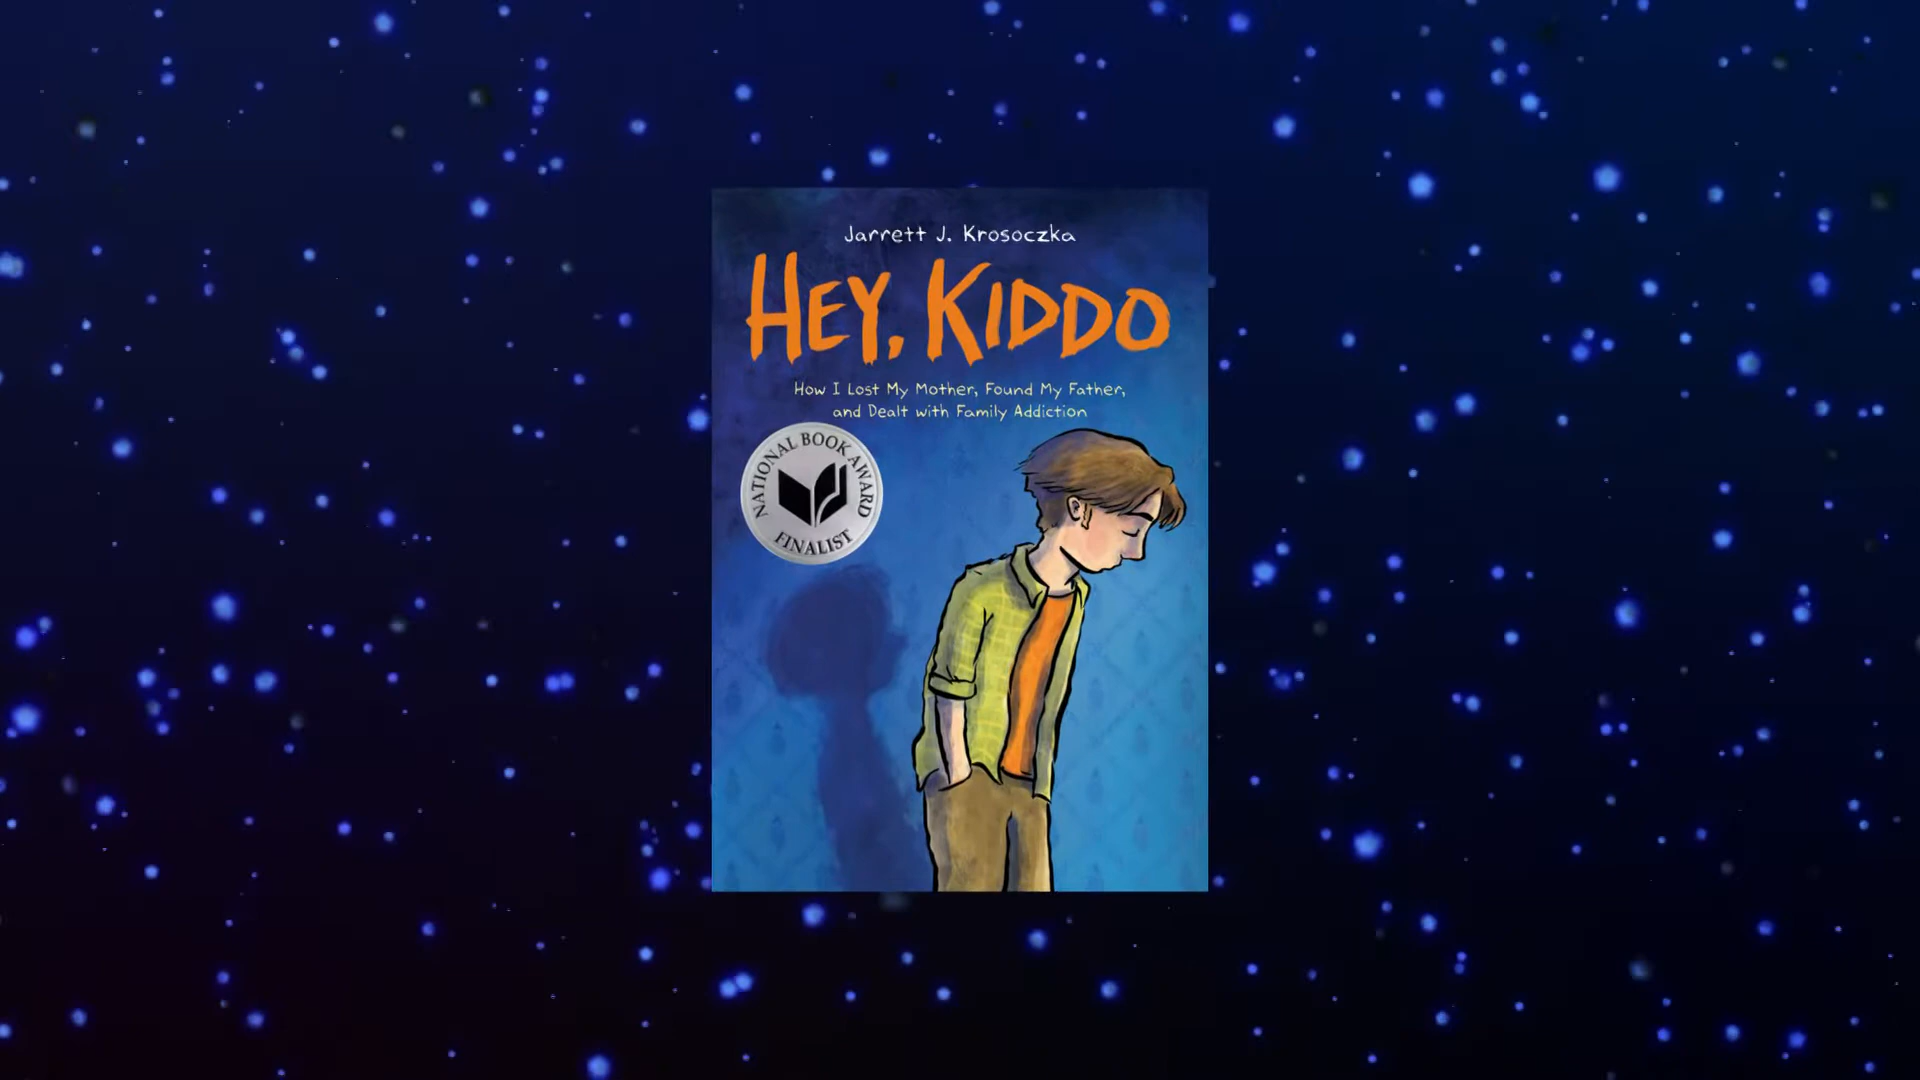 Jarrett J. Krosoczka
HEY, KIDDO
How I Lost My Mother, Found My Father,
and Dealt with Family Addiction
NATIONAL BOOK AWARD
FINALIST